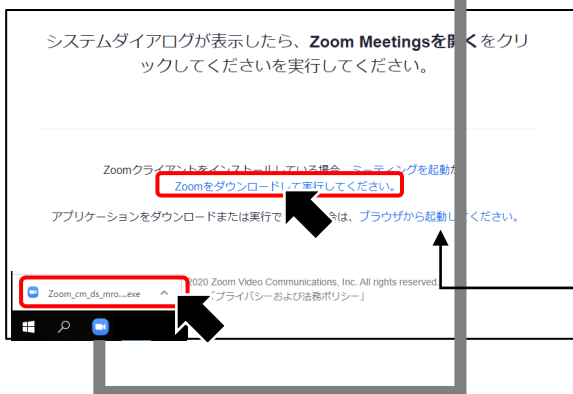 システムダイアログが表示したら、Zoom Meetingsを開くをクリ
ックしてくださいを実行してください。
Zoomクライアントをインストールしている場合、ミーティングを起動
Zoomをダウンロードして実行してください。
アプリケーションをダウンロードまたは実行で は、ブラウザから起動してください。
2020 Zoom Video Communications, Inc. All rights reserved.
「プライバシーおよび法務ポリシー」
Zoom_cm_ds_mro....exe